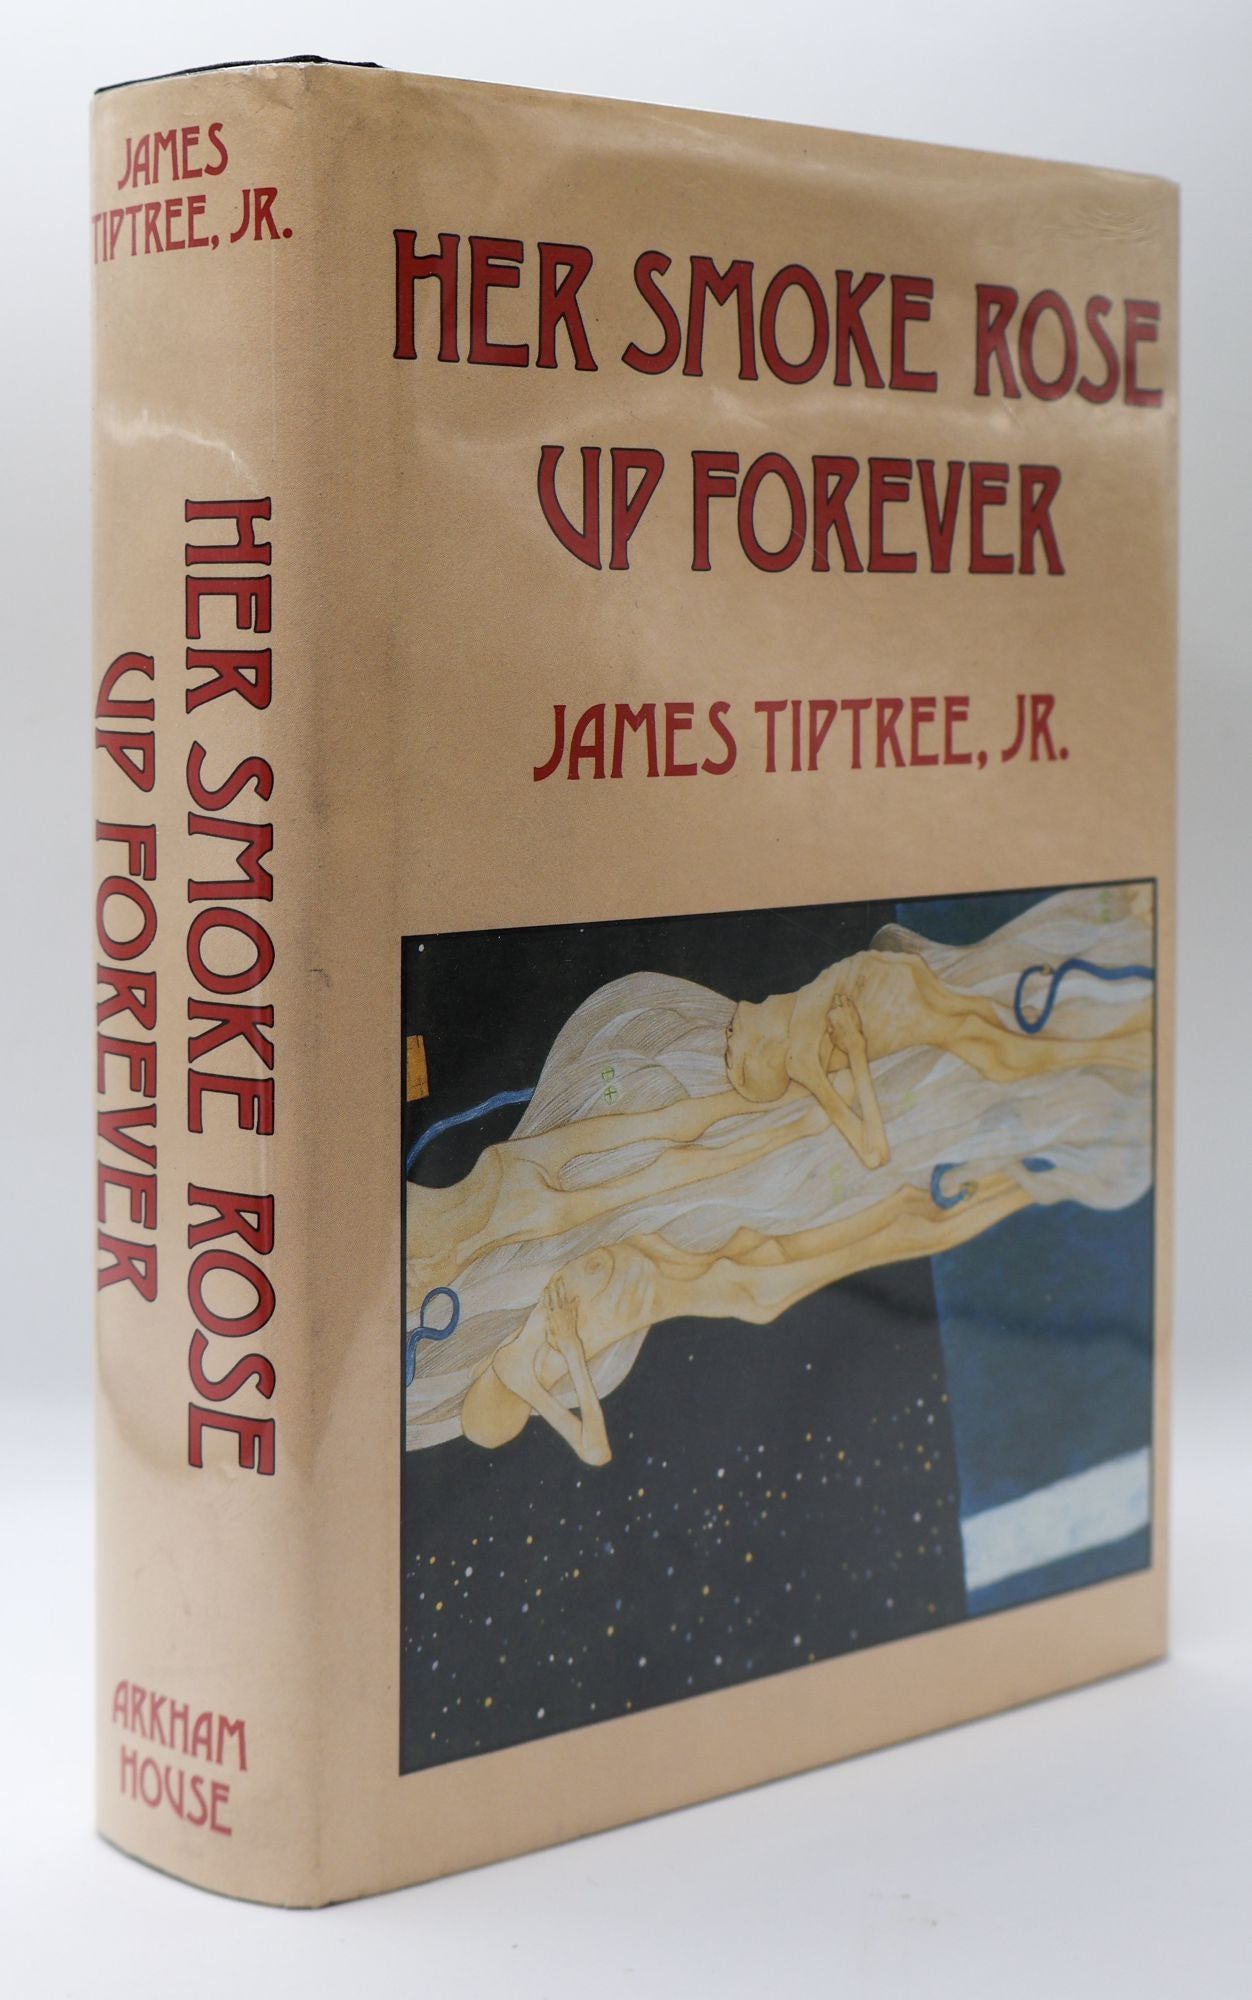 JAMES
TIPTREE, JR.
HER SMOKE ROSE
UP FOREVER
ARKHAM
HOUSE
HER SMOKE ROSE
UP FOREVER
JAMES TIPTREE, JR.